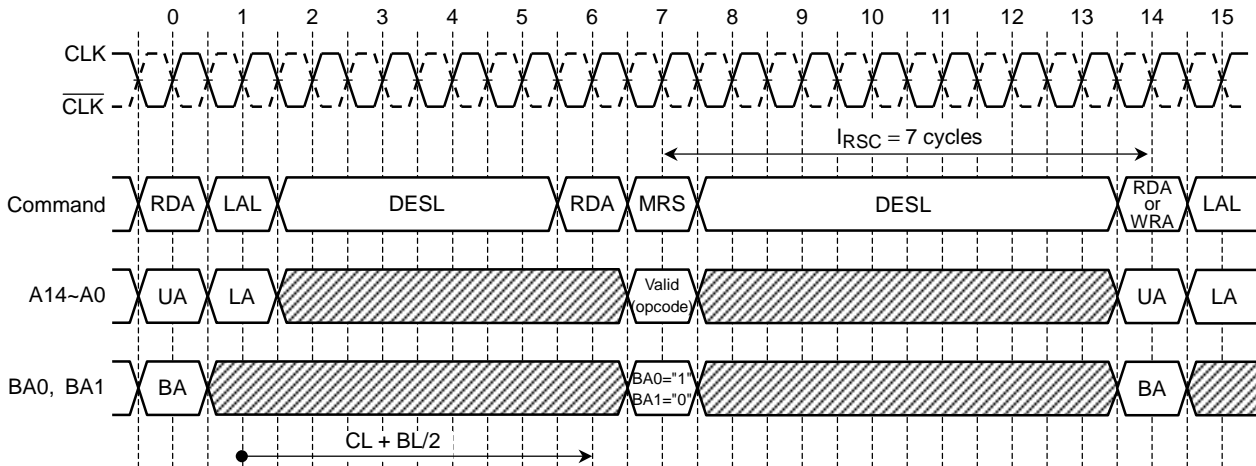 0 1 2 3 4 5 6 7 8 9 10 11 12 13 14 15
CLK
CLK
IRSC = 7 cycles
Command RDA LAL DESL RDA MRS DESL RDA or WRA LAL
A14~A0 UA LA Valid (opcode) UA LA
BA0, BA1 BA BA0="1" BA1="0" BA
CL + BL/2